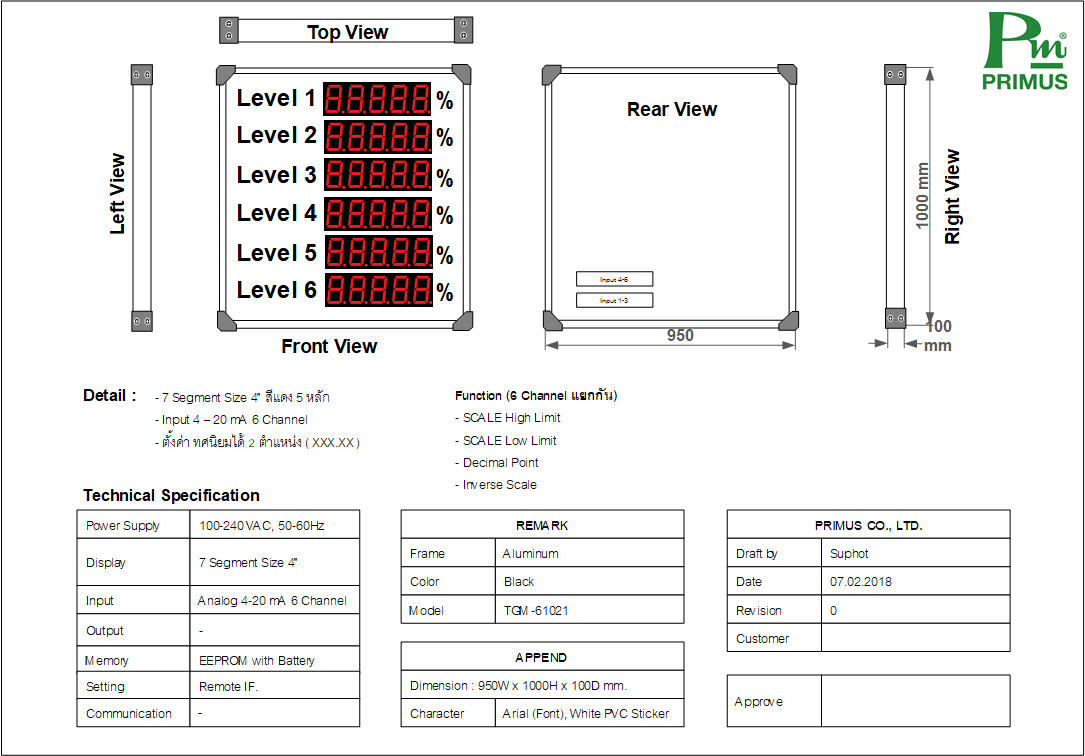 Top View
Pm®
PRIMUS
Left View
Level 1 88888 %
Level 2 88888 %
Level 3 88888 %
Level 4 88888 %
Level 5 88888 %
Level 6 88888 %
Front View
Rear View
Input 4-6
Input 1-3
950
1000 mm
Right View
100
mm
Detail :
- 7 Segment Size 4" สีแดง 5 หลัก
- Input 4 – 20 mA 6 Channel
- ตั้งค่า ทศนิยมได้ 2 ตำแหน่ง ( XXX.XX )
Function (6 Channel แยกกัน)
- SCALE High Limit
- SCALE Low Limit
- Decimal Point
- Inverse Scale
Technical Specification
Power Supply 100-240 VAC, 50-60Hz
Display 7 Segment Size 4"
Input Analog 4-20 mA 6 Channel
Output -
Memory EEPROM with Battery
Setting Remote IF.
Communication -
REMARK
Frame Aluminum
Color Black
Model TGM-61021
APPEND
Dimension : 950W x 1000H x 100D mm.
Character Arial (Font), White PVC Sticker
PRIMUS CO., LTD.
Draft by Suphot
Date 07.02.2018
Revision 0
Customer
Approve